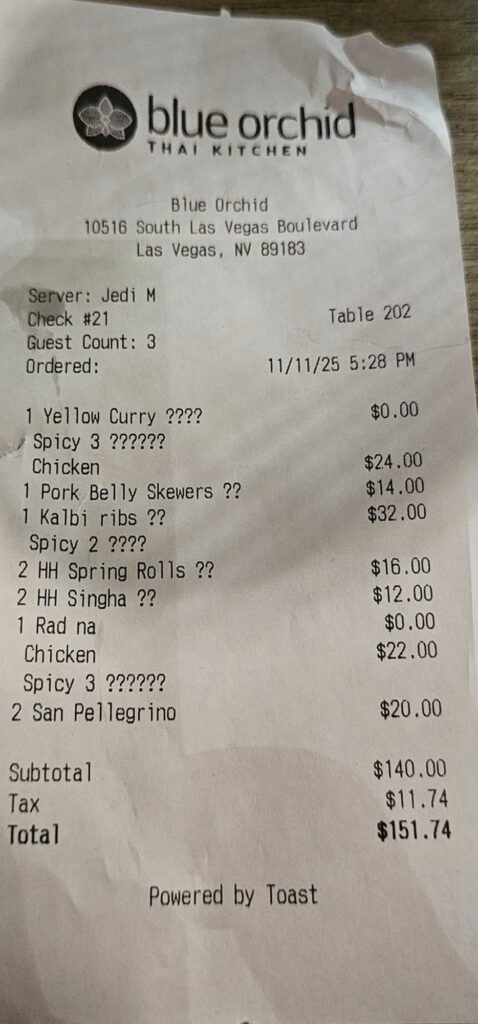 blue orchid
THAI KITCHEN
Blue Orchid
10516 South Las Vegas Boulevard
Las Vegas, NV 89183
Server: Jedi M
Check #21 Table 202
Guest Count: 3
Ordered: 11/11/25 5:28 PM
1 Yellow Curry ???? $0.00
Spicy 3 ??????
Chicken $24.00
1 Pork Belly Skewers ?? $14.00
1 Kalbi ribs ?? $32.00
Spicy 2 ????
2 HH Spring Rolls ?? $16.00
2 HH Singha ?? $12.00
1 Rad na $0.00
Chicken $22.00
Spicy 3 ??????
2 San Pellegrino $20.00
Subtotal $140.00
Tax $11.74
Total $151.74
Powered by Toast